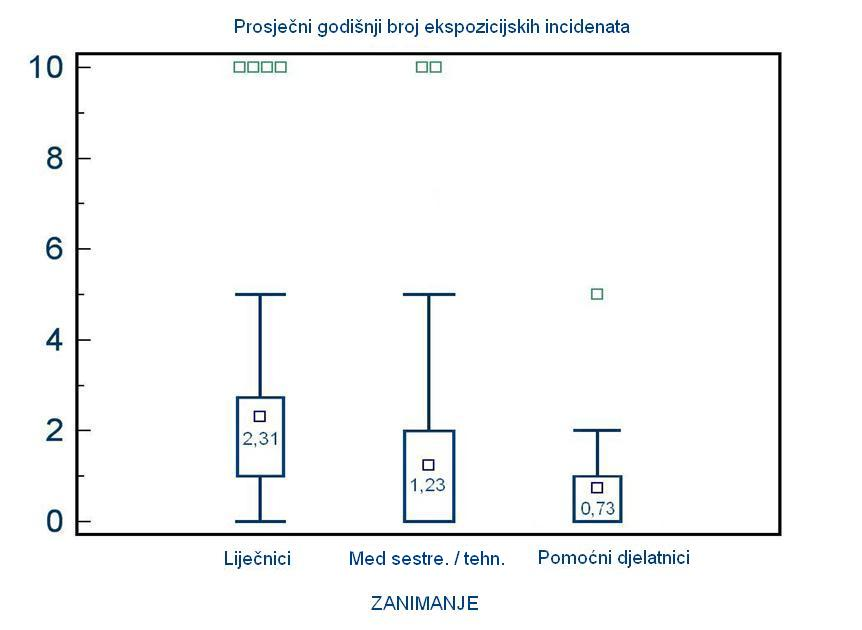 Prosječni godišnji broj ekspozicijskih incidenata
10
8
6
4
2
0
2,31
1,23
0,73
Liječnici
Med sestre. / tehn.
Pomoćni djelatnici
ZANIMANJE